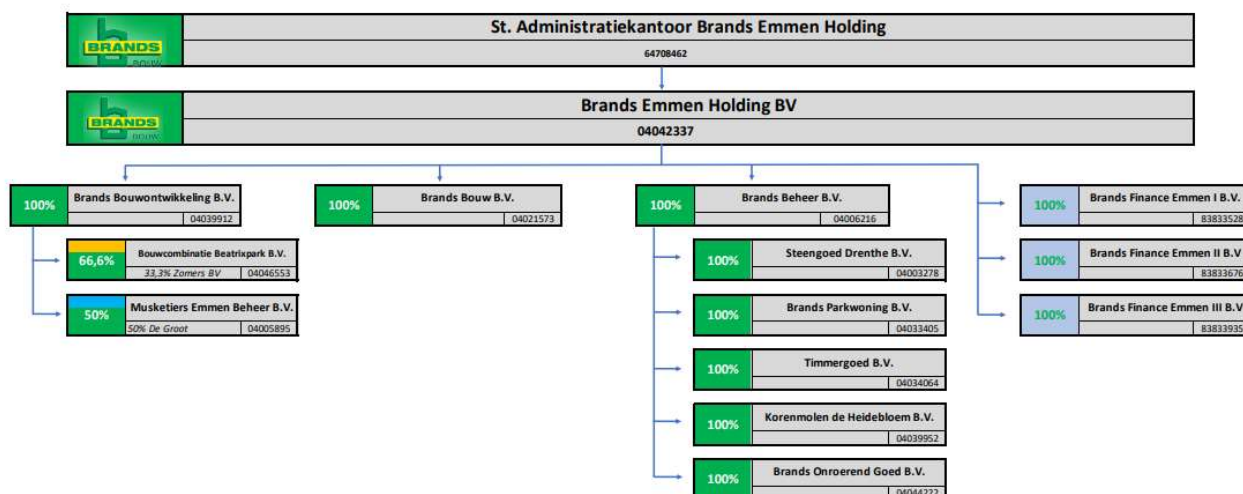 St. Administratiekantoor Brands Emmen Holding
64708462
BRANDS
BOUW
Brands Emmen Holding BV
04042337
BRANDS
BOUW
100%
Brands Bouwontwikkeling B.V.
04039912
66,6%
Bouwcombinatie Beatrixpark B.V.
33,3% Zomers BV
04046553
50%
Musketiers Emmen Beheer B.V.
50% De Groot
04005895
100%
Brands Bouw B.V.
04021573
100%
Brands Beheer B.V.
04006216
100%
Steengoed Drenthe B.V.
04003278
100%
Brands Parkwoning B.V.
04033405
100%
Timmergoed B.V.
04034064
100%
Korenmolen de Heidebloem B.V.
04039952
100%
Brands Onroerend Goed B.V.
04044222
100%
Brands Finance Emmen I B.V.
83833528
100%
Brands Finance Emmen II B.V
83833676
100%
Brands Finance Emmen III B.V
83833935